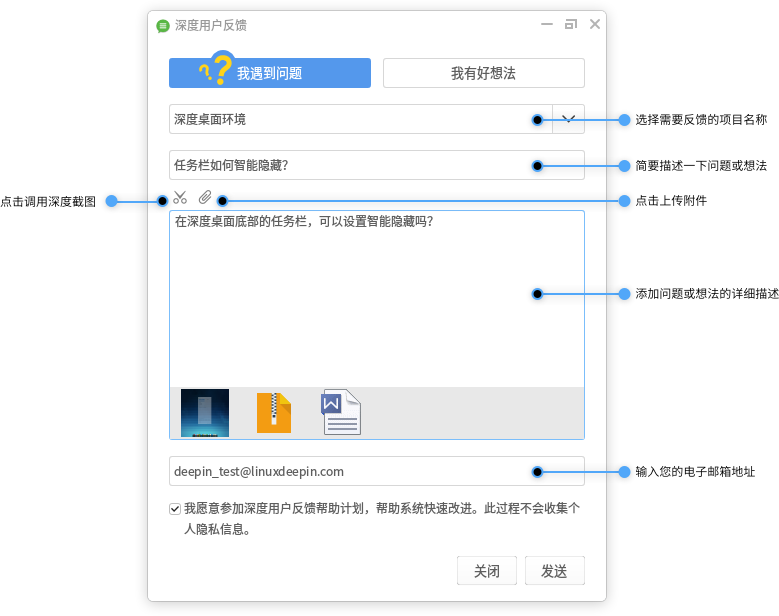 深度用户反馈
我遇到问题
我有好想法
深度桌面环境
选择需要反馈的项目名称
任务栏如何智能隐藏?
简要描述一下问题或想法
点击调用深度截图
点击上传附件
在深度桌面底部的任务栏，可以设置智能隐藏吗?
添加问题或想法的详细描述
W
deepin_test@linuxdeepin.com
输入您的电子邮箱地址
我愿意参加深度用户反馈帮助计划，帮助系统快速改进。此过程不会收集个
人隐私信息。
关闭
发送